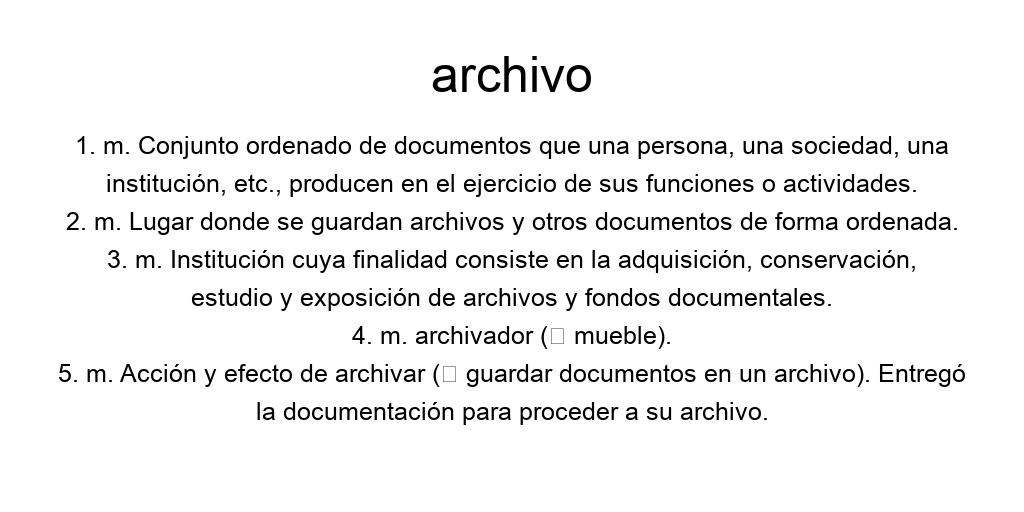 archivo
1. m. Conjunto ordenado de documentos que una persona, una sociedad, una
institución, etc., producen en el ejercicio de sus funciones o actividades.
2. m. Lugar donde se guardan archivos y otros documentos de forma ordenada.
3. m. Institución cuya finalidad consiste en la adquisición, conservación,
estudio y exposición de archivos y fondos documentales.
4. m. archivador (□ mueble).
5. m. Acción y efecto de archivar (□ guardar documentos en un archivo). Entregó
la documentación para proceder a su archivo.